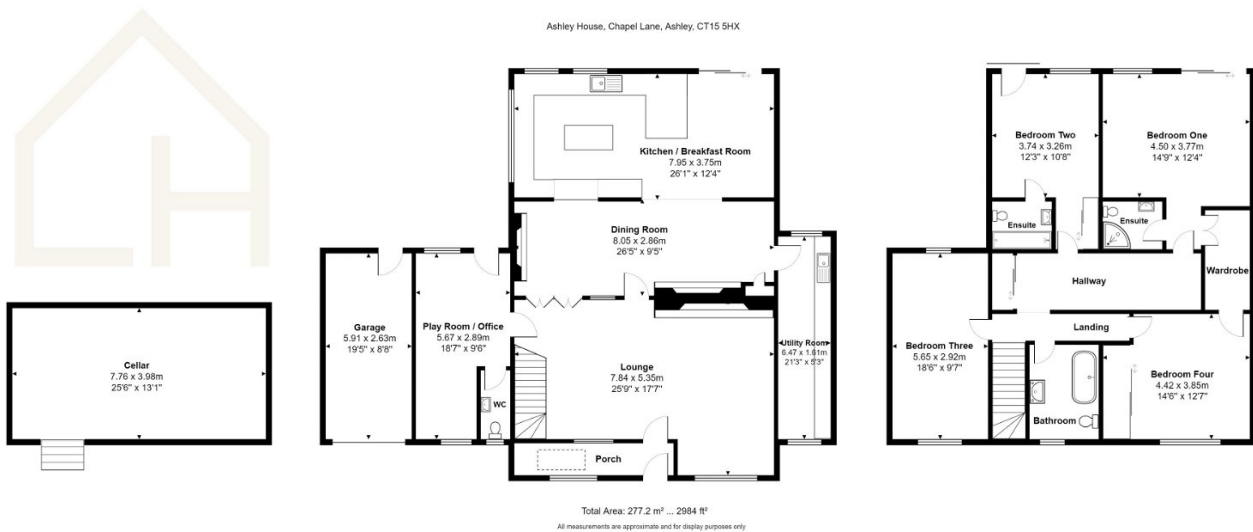 Ashley House, Chapel Lane, Ashley, CT15 5HX
Cellar
7.76 x 3.98m
25'6" x 13'1"
Garage
5.91 x 2.63m
19'5" x 8'8"
Play Room / Office
5.67 x 2.89m
18'7" x 9'6"
WC
Kitchen / Breakfast Room
7.95 x 3.75m
26'1" x 12'4"
Dining Room
8.05 x 2.86m
26'5" x 9'5"
Lounge
7.84 x 5.35m
25'9" x 17'7"
Porch
Utility Room
6.47 x 1.61m
21'3" x 5'3"
Bedroom Two
3.74 x 3.26m
12'3" x 10'8"
Bedroom One
4.50 x 3.77m
14'9" x 12'4"
Ensuite
Ensuite
Wardrobe
Hallway
Landing
Bedroom Three
5.65 x 2.92m
18'6" x 9'7"
Bathroom
Bedroom Four
4.42 x 3.85m
14'6" x 12'7"
Total Area: 277.2 m² ... 2984 ft²
All measurements are approximate and for display purposes only